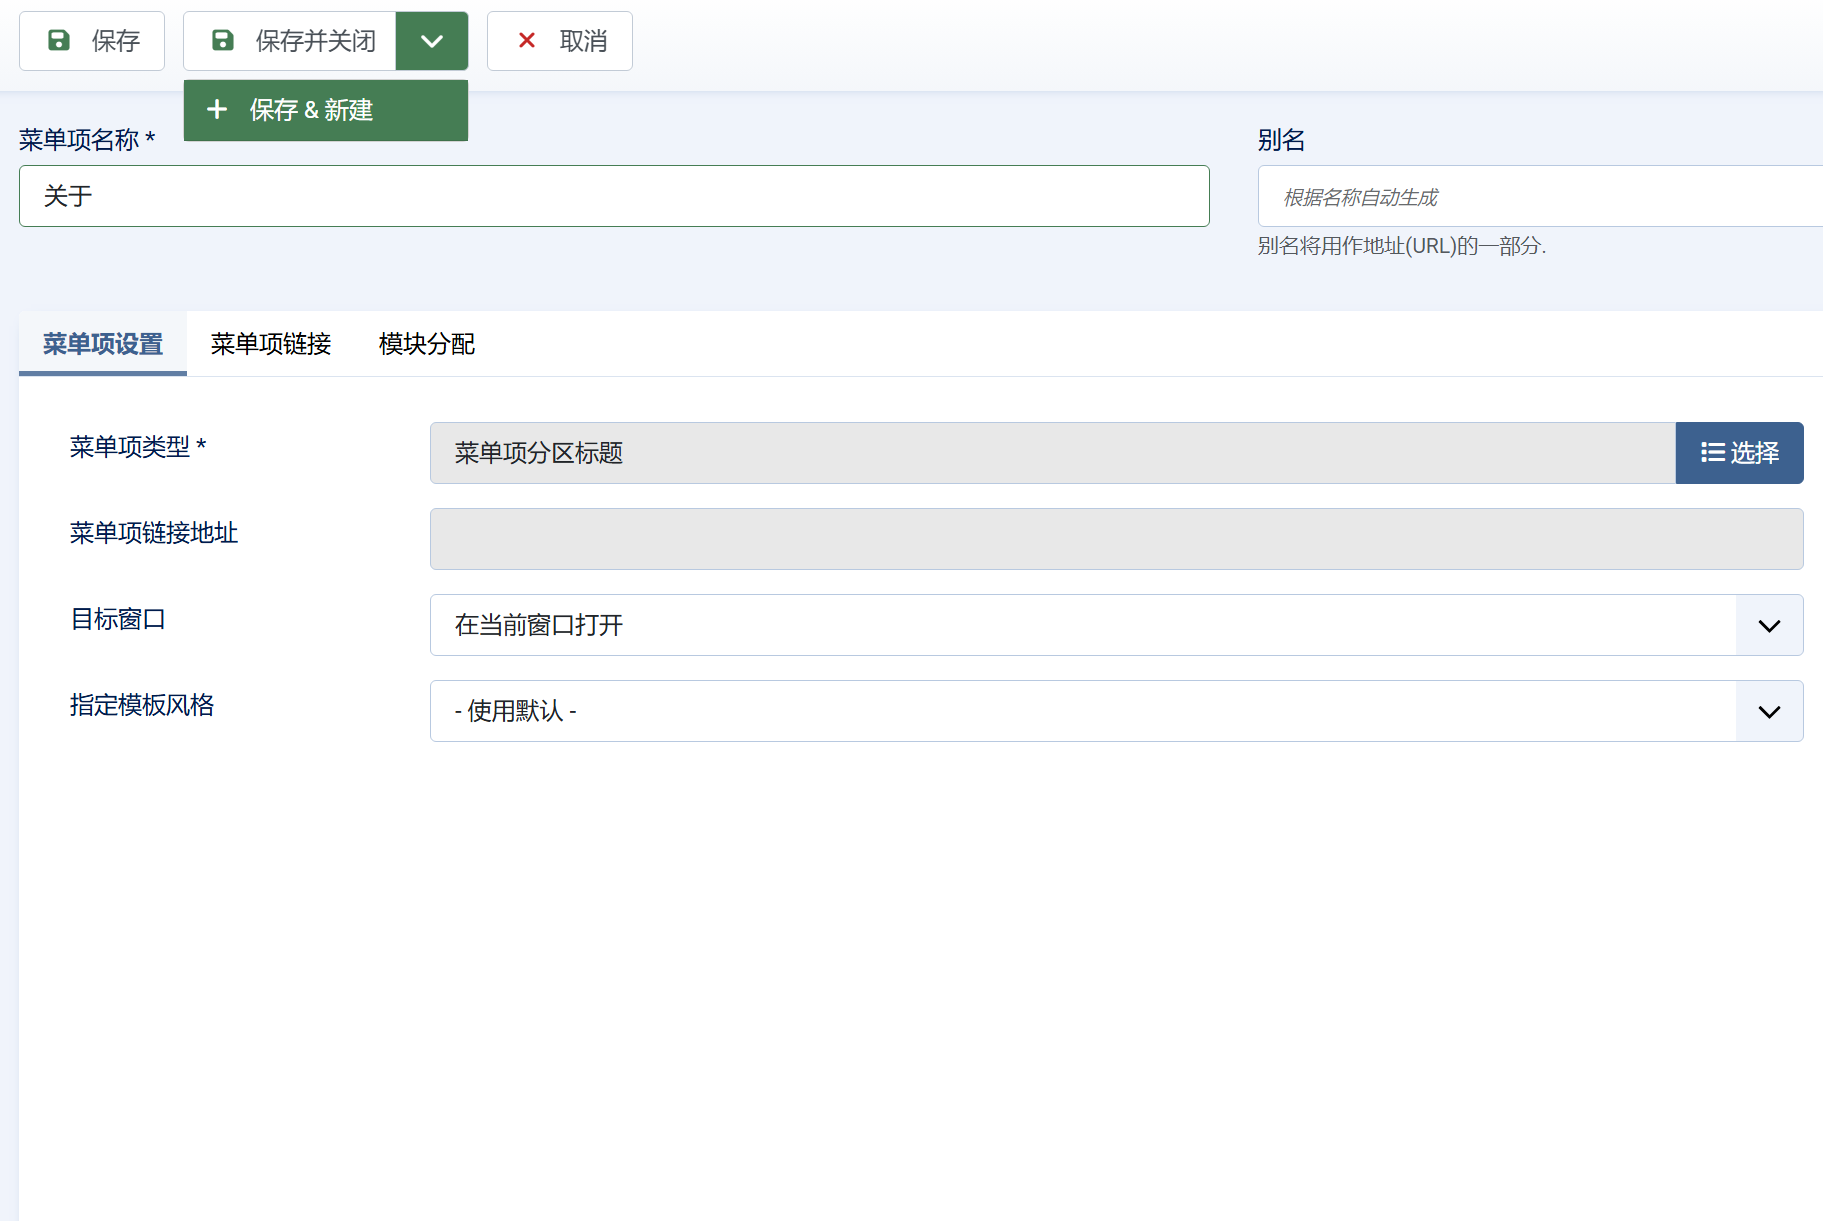 保存
保存并关闭
取消
保存 & 新建
菜单项名称 *
关于
别名
根据名称自动生成
别名将用作地址(URL)的一部分.
菜单项设置
菜单项链接
模块分配
菜单项类型 *
菜单项分区标题
选择
菜单项链接地址
目标窗口
在当前窗口打开
指定模板风格
- 使用默认 -